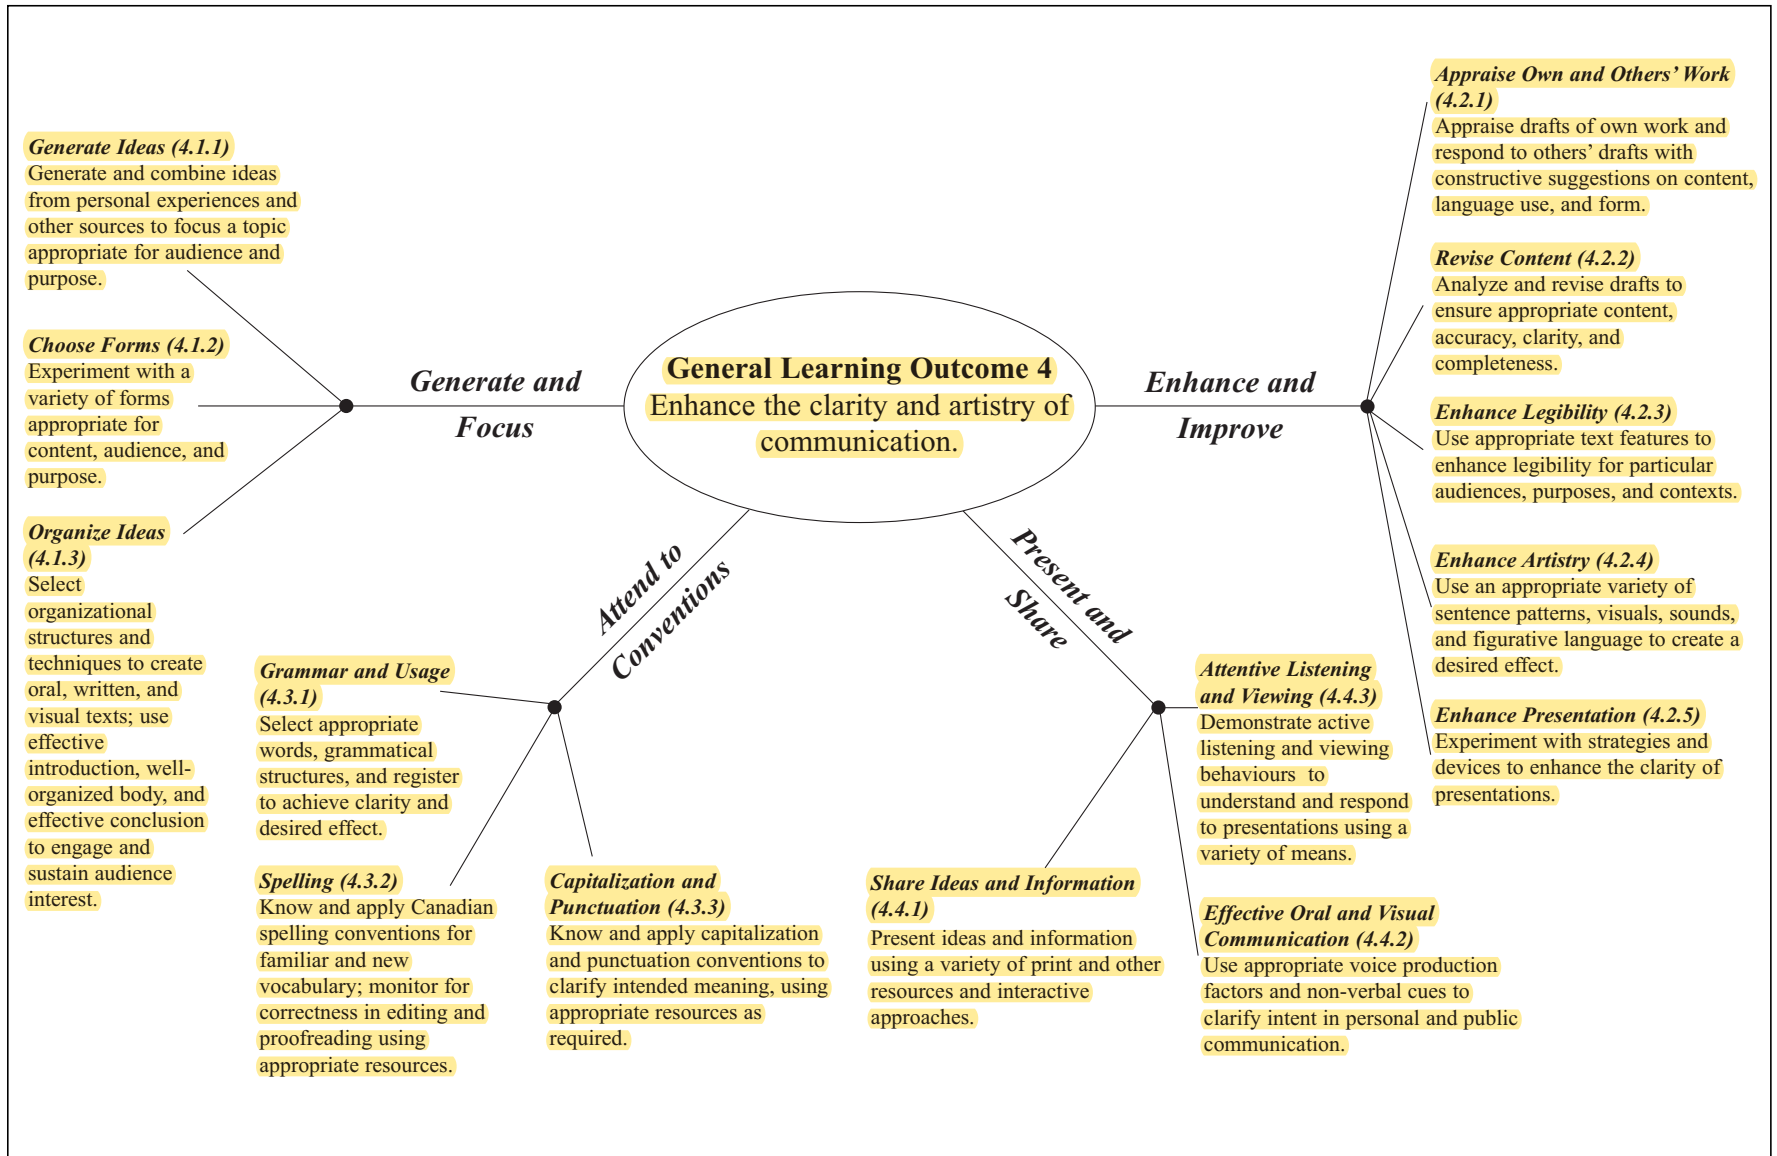 General Learning Outcome 4
Enhance the clarity and artistry of
communication.
Generate and
Focus
Generate Ideas (4.1.1)
Generate and combine ideas
from personal experiences and
other sources to focus a topic
appropriate for audience and
purpose.
Choose Forms (4.1.2)
Experiment with a
variety of forms
appropriate for
content, audience, and
purpose.
Organize Ideas
(4.1.3)
Select
organizational
structures and
techniques to create
oral, written, and
visual texts; use
effective
introduction, well-
organized body, and
effective conclusion
to engage and
sustain audience
interest.
Enhance and
Improve
Appraise Own and Others’ Work
(4.2.1)
Appraise drafts of own work and
respond to others’ drafts with
constructive suggestions on content,
language use, and form.
Revise Content (4.2.2)
Analyze and revise drafts to
ensure appropriate content,
accuracy, clarity, and
completeness.
Enhance Legibility (4.2.3)
Use appropriate text features to
enhance legibility for particular
audiences, purposes, and contexts.
Enhance Artistry (4.2.4)
Use an appropriate variety of
sentence patterns, visuals, sounds,
and figurative language to create a
desired effect.
Enhance Presentation (4.2.5)
Experiment with strategies and
devices to enhance the clarity of
presentations.
Attend to
Conventions
Grammar and Usage
(4.3.1)
Select appropriate
words, grammatical
structures, and register
to achieve clarity and
desired effect.
Spelling (4.3.2)
Know and apply Canadian
spelling conventions for
familiar and new
vocabulary; monitor for
correctness in editing and
proofreading using
appropriate resources.
Capitalization and
Punctuation (4.3.3)
Know and apply capitalization
and punctuation conventions to
clarify intended meaning, using
appropriate resources as
required.
Present and
Share
Share Ideas and Information
(4.4.1)
Present ideas and information
using a variety of print and other
resources and interactive
approaches.
Effective Oral and Visual
Communication (4.4.2)
Use appropriate voice production
factors and non-verbal cues to
clarify intent in personal and public
communication.
Attentive Listening
and Viewing (4.4.3)
Demonstrate active
listening and viewing
behaviours to
understand and respond
to presentations using a
variety of means.